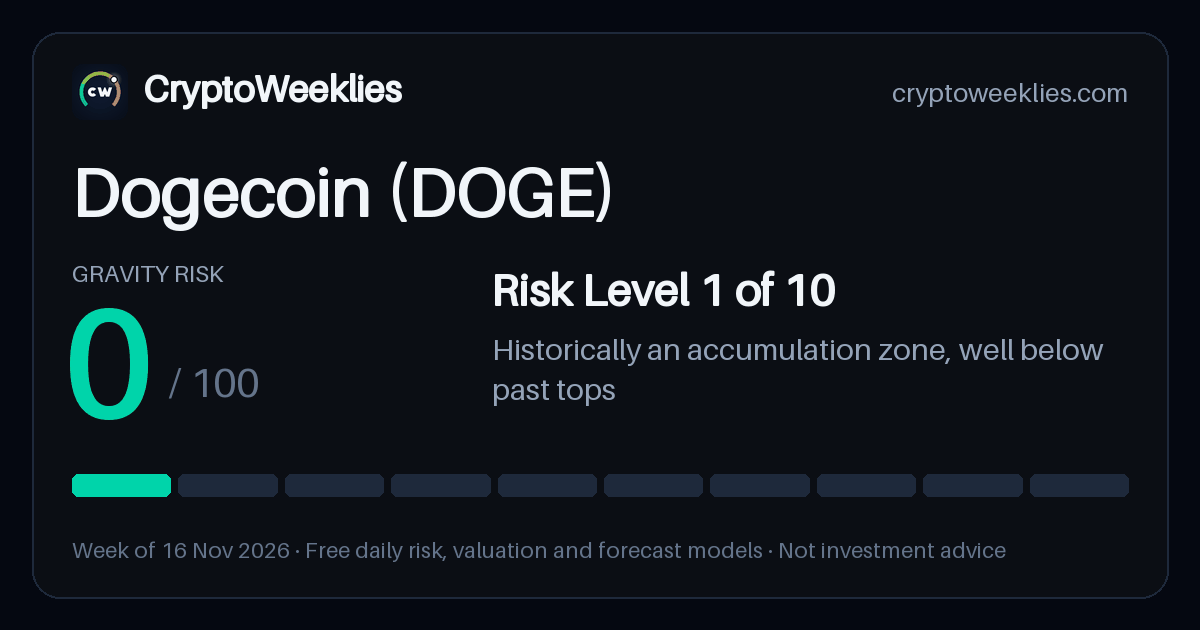 CW
CryptoWeeklies
cryptoweeklies.com
Dogecoin (DOGE)
GRAVITY RISK
0 / 100
Risk Level 1 of 10
Historically an accumulation zone, well below
past tops
Week of 16 Nov 2026 · Free daily risk, valuation and forecast models · Not investment advice